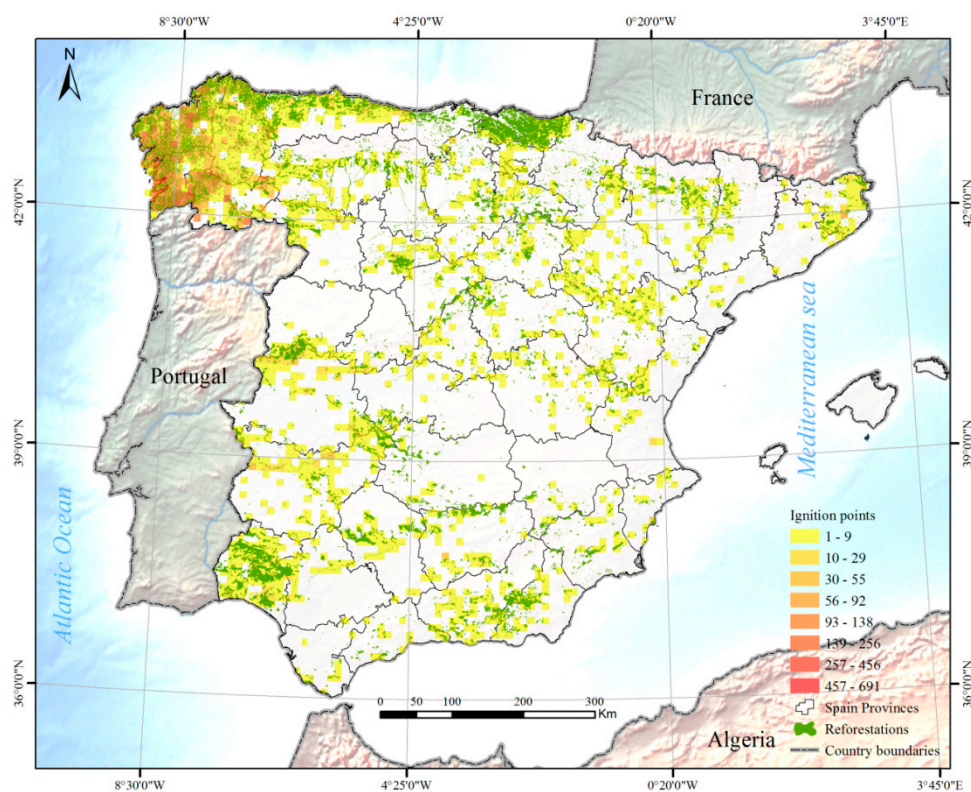 8°30'0"W 4°25'0"W 0°20'0"W 3°45'0"E
N
France
42°0'0"N
42°0'0"N
Portugal
Mediterranean sea
39°0'0"N
39°0'0"N
Atlantic Ocean
Ignition points
1 - 9
10 - 29
30 - 55
56 - 92
93 - 138
139 - 256
257 - 456
457 - 691
Spain Provinces
Reforestations
Country boundaries
36°0'0"N
36°0'0"N
0 50 100 200 300
Km
Algeria
8°30'0"W 4°25'0"W 0°20'0"W 3°45'0"E